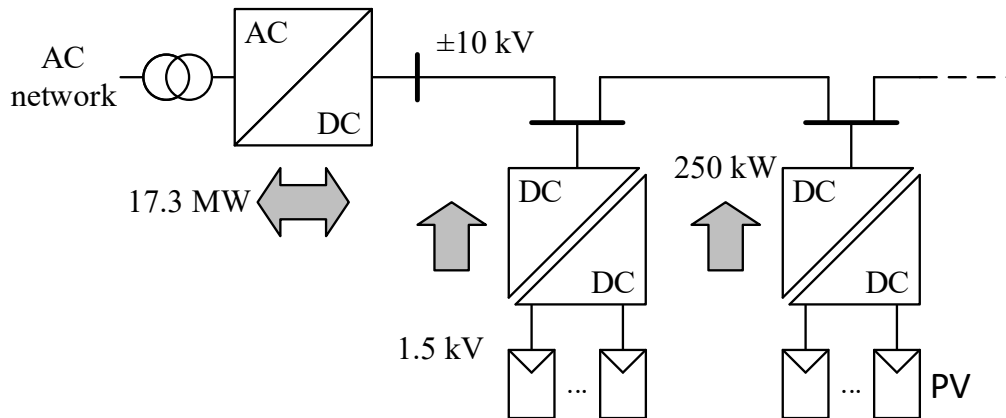 AC
network
AC
DC
±10 kV
17.3 MW
DC
DC
250 kW
DC
DC
1.5 kV
...
...
PV